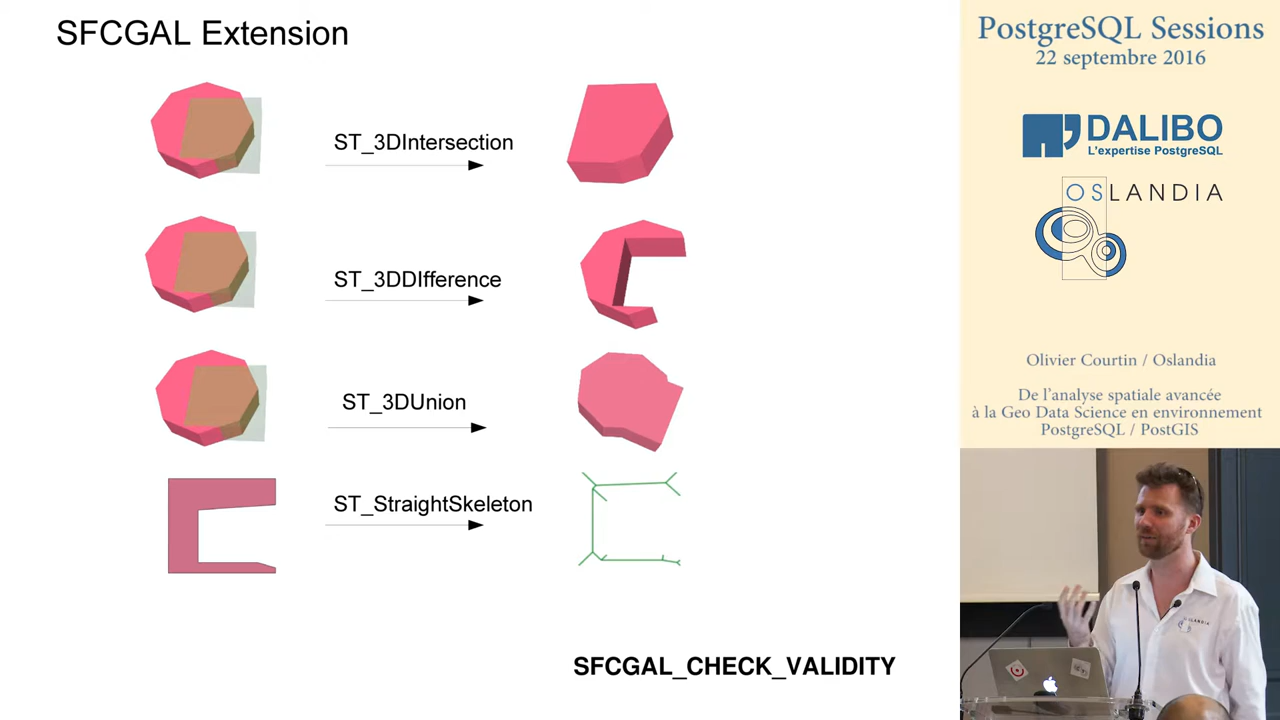 SFCGAL Extension
ST_3DIntersection
ST_3DDIfference
ST_3DUnion
ST_StraightSkeleton
SFCGAL_CHECK_VALIDITY
PostgreSQL Sessions
22 septembre 2016
DALIBO
L'expertise PostgreSQL
OSLANDIA
Olivier Courtin / Oslandia
De l'analyse spatiale avancée
à la Geo Data Science en environnement
PostgreSQL / PostGIS
OSLANDIA